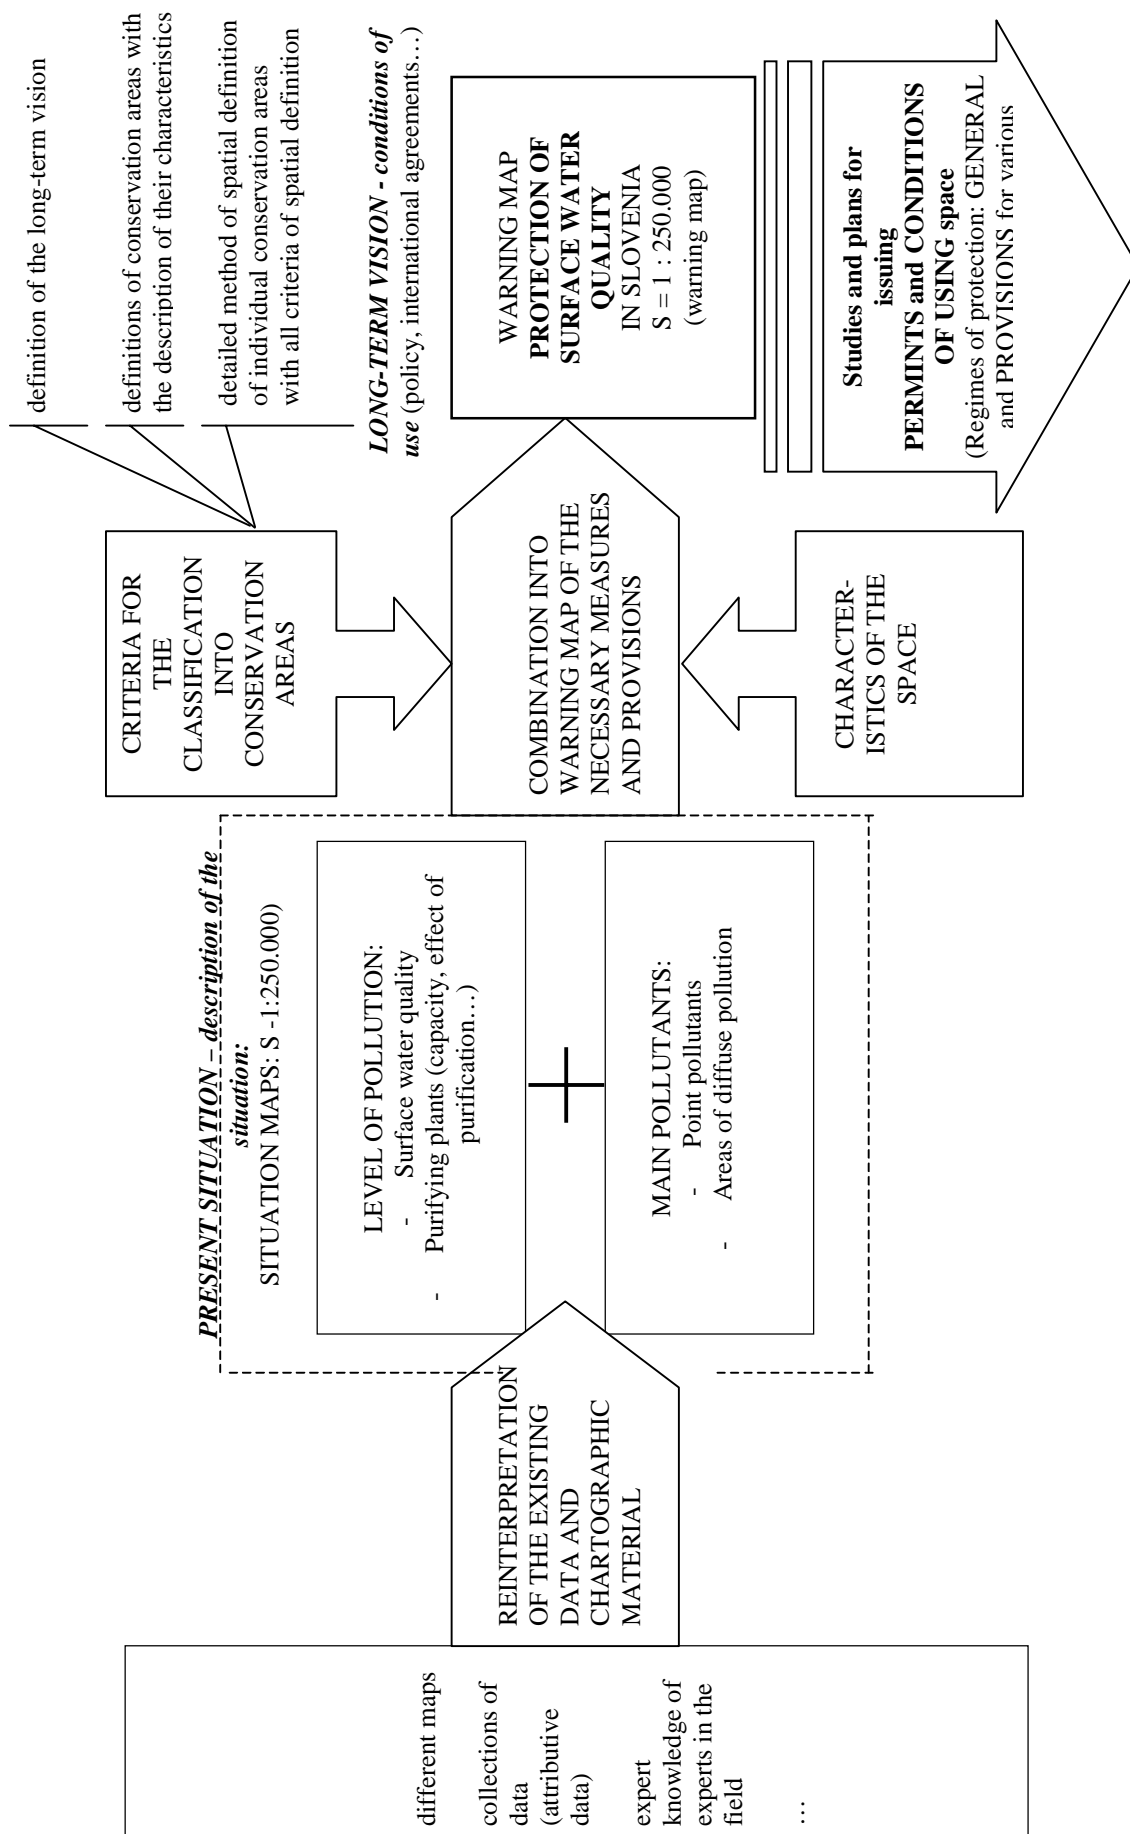 different maps
collections of
data
(attributive
data)
expert
knowledge of
experts in the
field
…
REINTERPRETATION
OF THE EXISTING
DATA AND
CHARTOGRAPHIC
MATERIAL
PRESENT SITUATION – description of the
situation:
SITUATION MAPS: S -1:250.000)
LEVEL OF POLLUTION:
- Surface water quality
- Purifying plants (capacity, effect of
purification…)
MAIN POLLUTANTS:
- Point pollutants
- Areas of diffuse pollution
CRITERIA FOR
THE
CLASSIFICATION
INTO
CONSERVATION
AREAS
definition of the long-term vision
definitions of conservation areas with
the description of their characteristics
detailed method of spatial definition
of individual conservation areas
with all criteria of spatial definition
COMBINATION INTO
WARNING MAP OF THE
NECESSARY MEASURES
AND PROVISIONS
CHARACTER-
ISTICS OF THE
SPACE
LONG-TERM VISION - conditions of
use (policy, international agreements…)
WARNING MAP
PROTECTION OF
SURFACE WATER
QUALITY
IN SLOVENIA
S = 1 : 250.000
(warning map)
Studies and plans for
issuing
PERMINTS and CONDITIONS
OF USING space
(Regimes of protection: GENERAL
and PROVISIONS for various